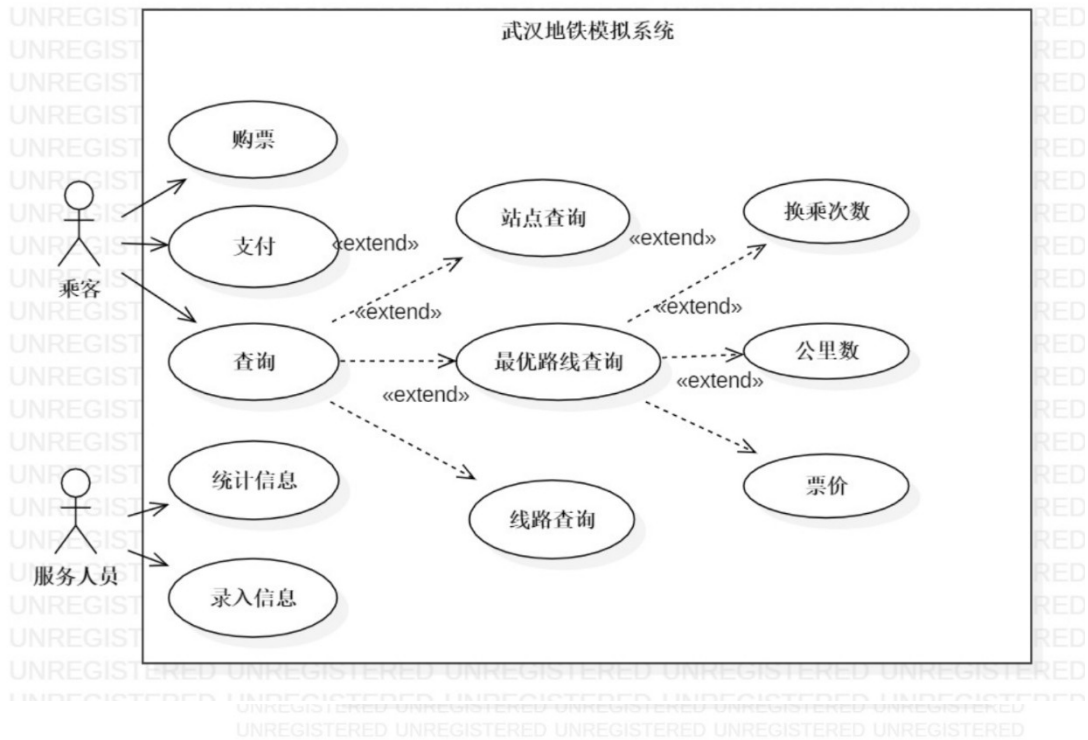 武汉地铁模拟系统
购票
站点查询
换乘次数
支付
«extend»
«extend»
乘客
«extend»
«extend»
查询
最优路线查询
公里数
«extend»
«extend»
统计信息
票价
线路查询
服务人员
录入信息
UNREGISTERED UNREGISTERED UNREGISTERED UNREGISTERED UNREGISTERED
UNREGISTERED UNREGISTERED UNREGISTERED UNREGISTERED UNREGISTERED